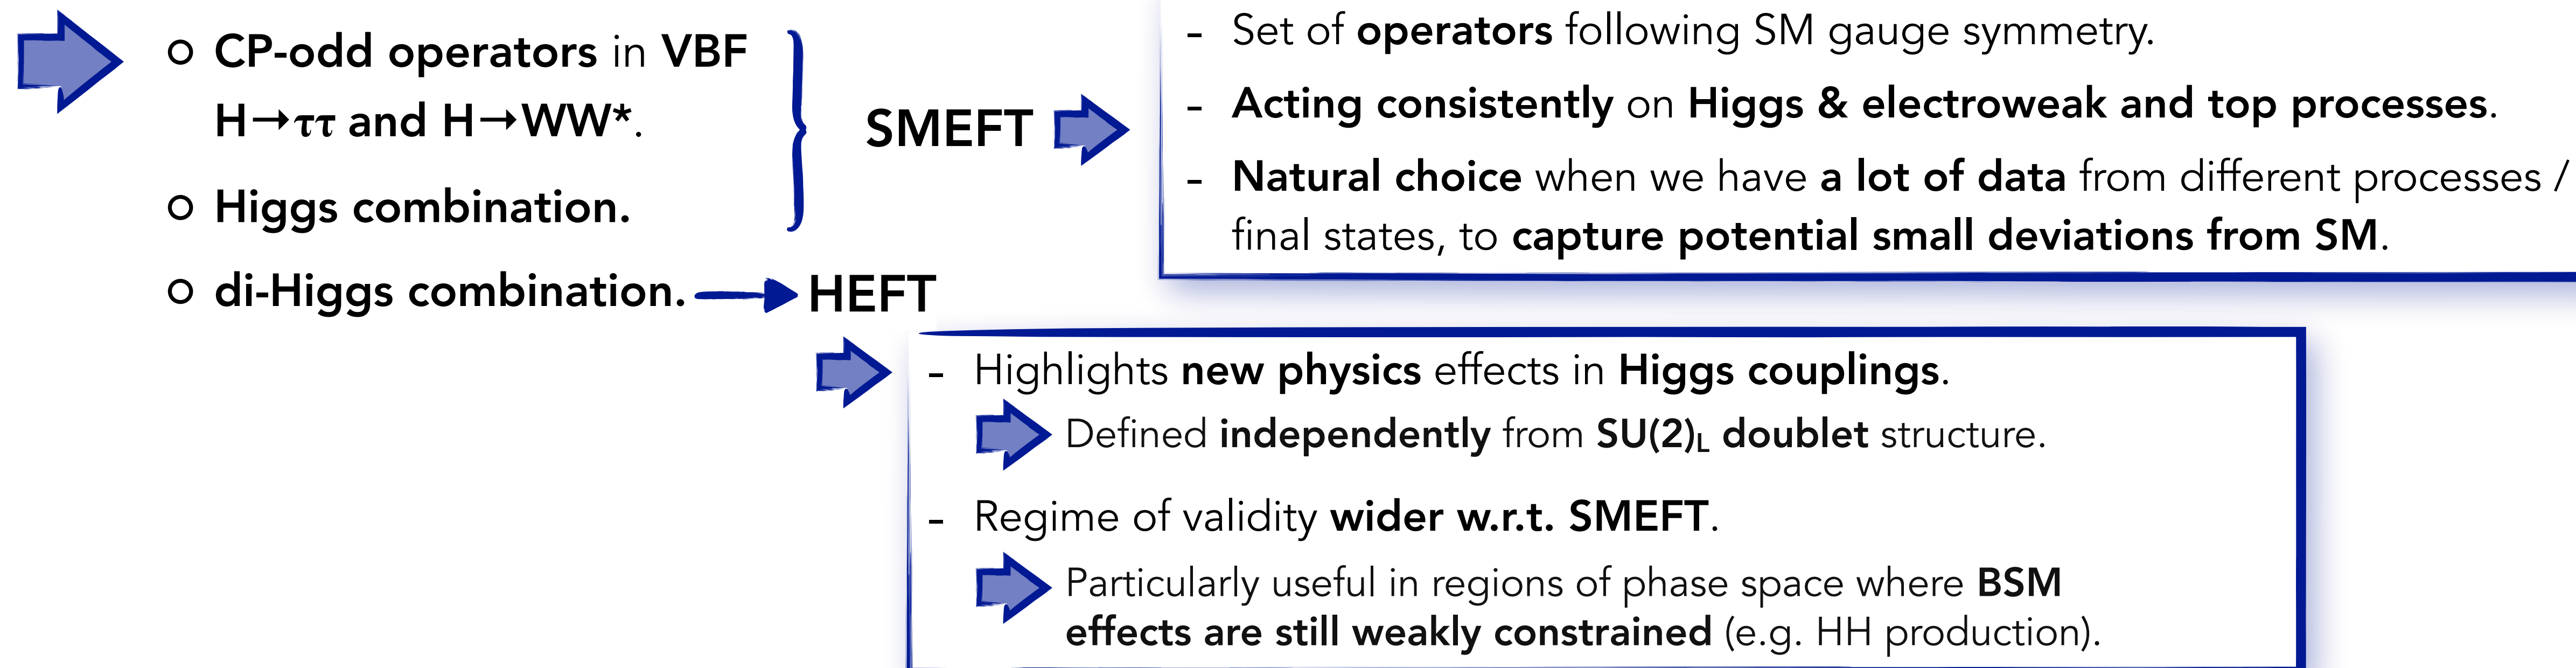 ○ CP-odd operators in VBF
H→ττ and H→WW*.
○ Higgs combination.
○ di-Higgs combination.
SMEFT
- Set of operators following SM gauge symmetry.
- Acting consistently on Higgs & electroweak and top processes.
- Natural choice when we have a lot of data from different processes /
final states, to capture potential small deviations from SM.
HEFT
- Highlights new physics effects in Higgs couplings.
Defined independently from SU(2)L doublet structure.
- Regime of validity wider w.r.t. SMEFT.
Particularly useful in regions of phase space where BSM
effects are still weakly constrained (e.g. HH production).